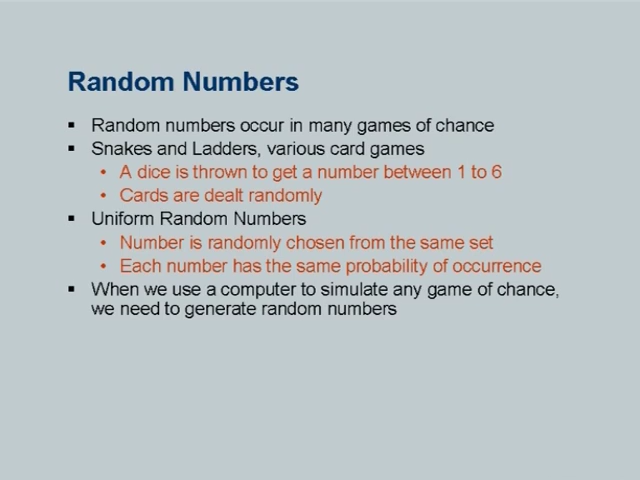 Random Numbers
▪ Random numbers occur in many games of chance
▪ Snakes and Ladders, various card games
• A dice is thrown to get a number between 1 to 6
• Cards are dealt randomly
▪ Uniform Random Numbers
• Number is randomly chosen from the same set
• Each number has the same probability of occurrence
▪ When we use a computer to simulate any game of chance,
we need to generate random numbers